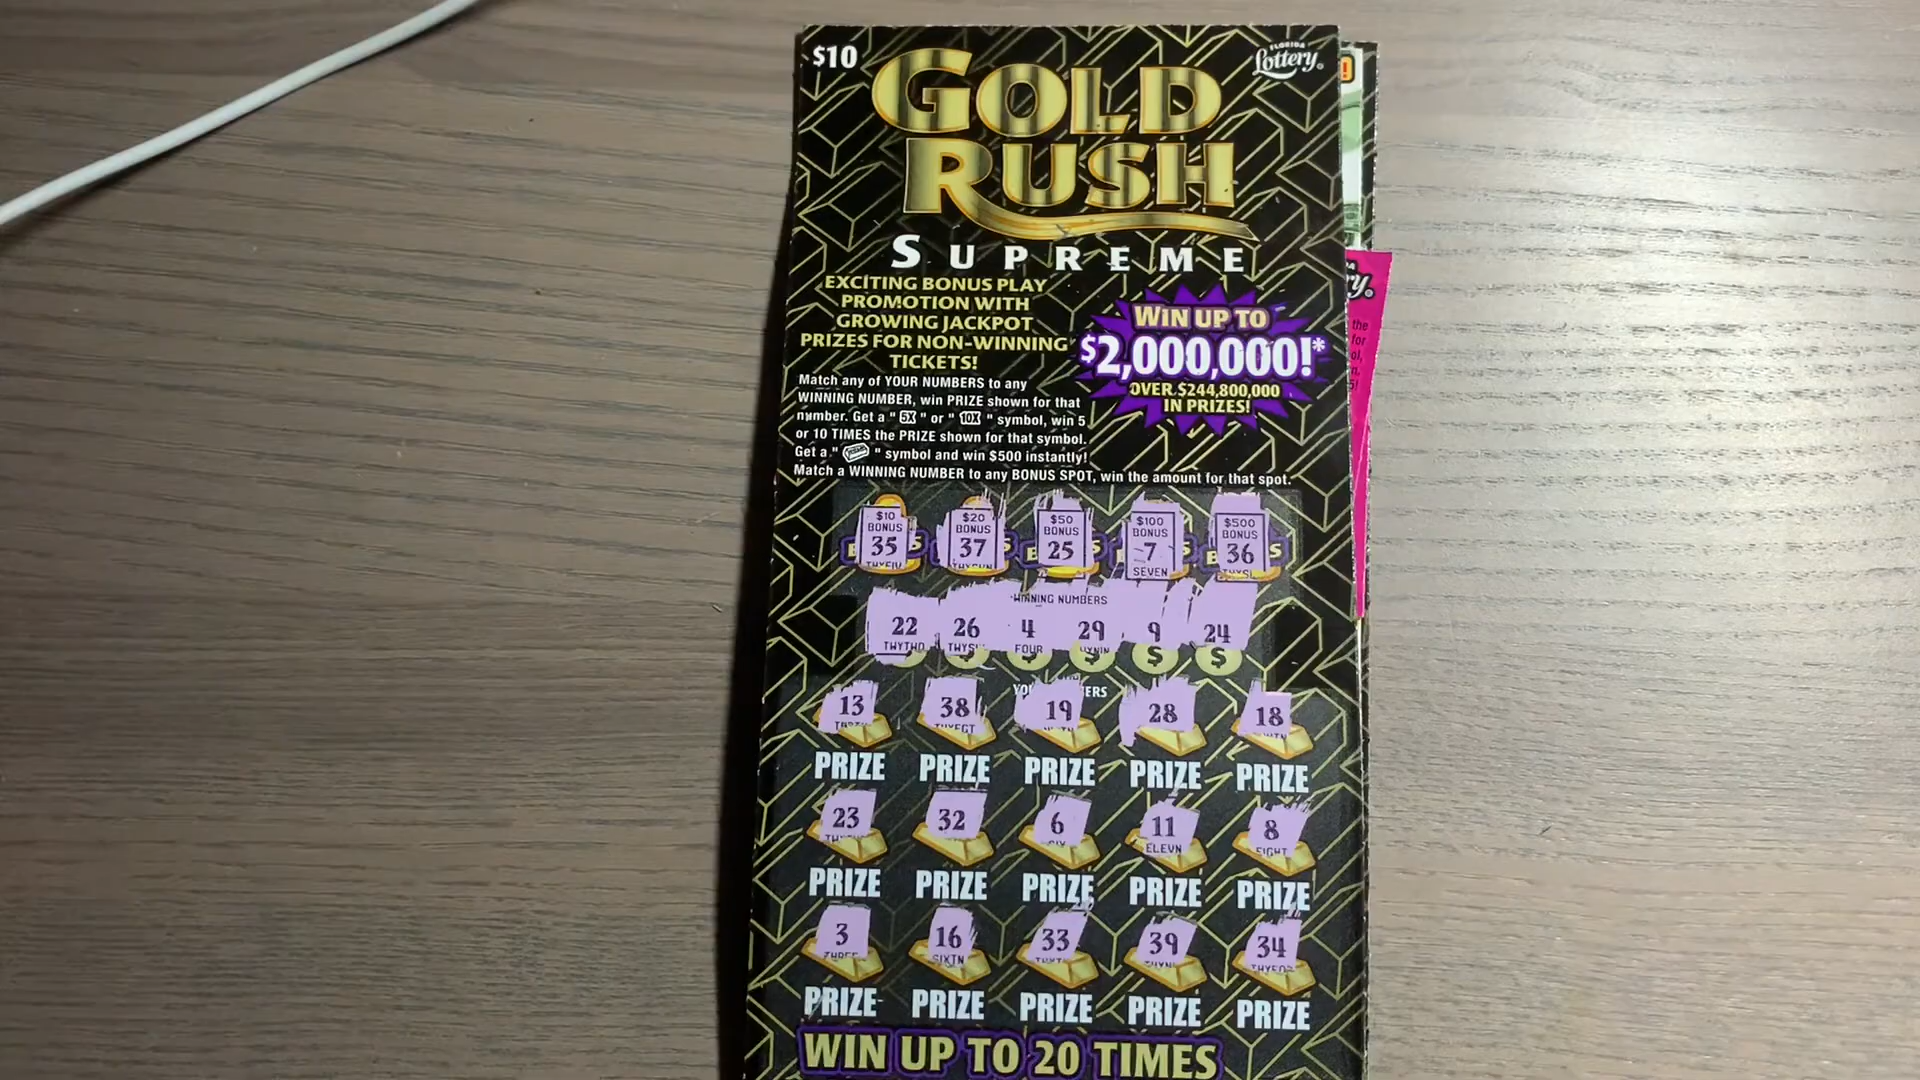 $10
FLORIDA
Lottery
GOLD
RUSH
SUPREME
EXCITING BONUS PLAY
PROMOTION WITH
GROWING JACKPOT
PRIZES FOR NON-WINNING
TICKETS!
WIN UP TO
$2,000,000!*
OVER $244,800,000
IN PRIZES!
Match any of YOUR NUMBERS to any
WINNING NUMBER, win PRIZE shown for that
number. Get a " 5X " or " 10X " symbol, win 5
or 10 TIMES the PRIZE shown for that symbol.
Get a " " symbol and win $500 instantly!
Match a WINNING NUMBER to any BONUS SPOT, win the amount for that spot.
$10 $20 $50 $100 $500
BONUS BONUS BONUS BONUS BONUS
35 37 25 7 36
SEVEN
WINNING NUMBERS
22 26 4 29 9 24
THYTWO FOUR
$ $ $ $
13 38 19 28 18
PRIZE PRIZE PRIZE PRIZE PRIZE
23 32 6 11 8
ELEVN EIGHT
PRIZE PRIZE PRIZE PRIZE PRIZE
3 16 33 39 34
THREE SIXTN
PRIZE PRIZE PRIZE PRIZE PRIZE
WIN UP TO 20 TIMES
the
for